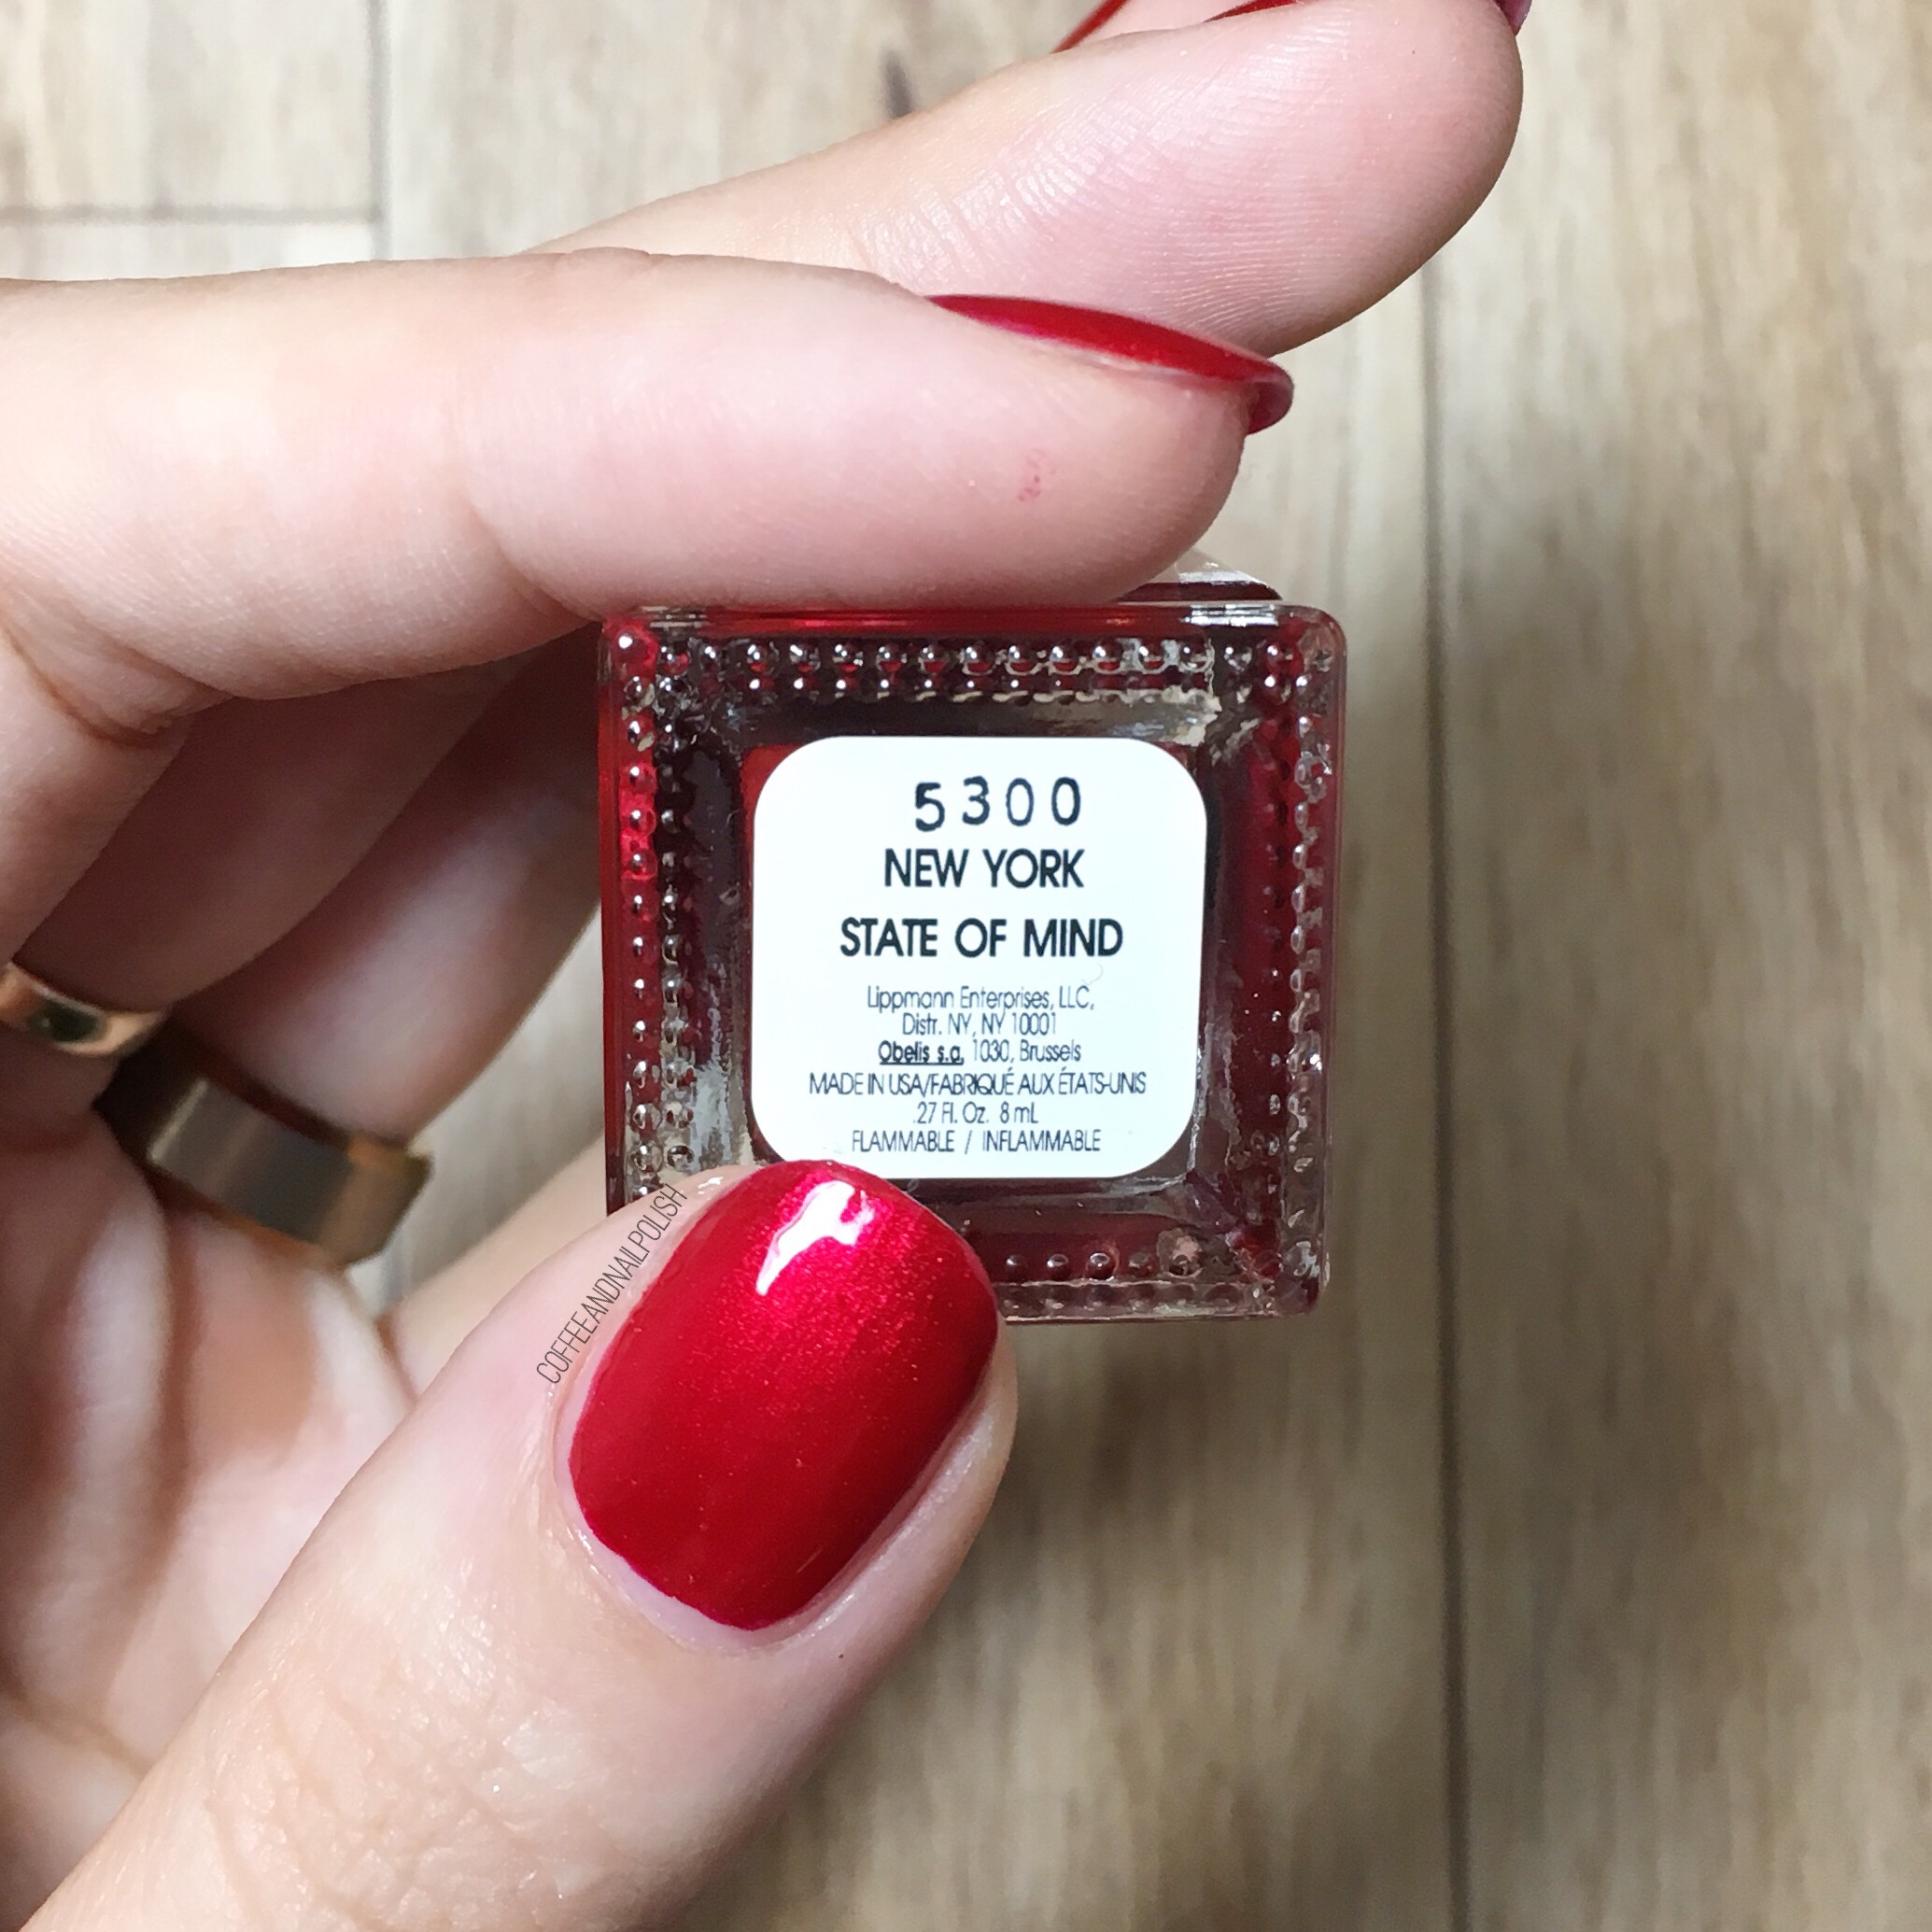 5300
NEW YORK
STATE OF MIND
Lippmann Enterprises, LLC,
Distr. NY, NY 10001
Obelis s.a. 1030, Brussels
MADE IN USA/FABRIQUÉ AUX ÉTATS-UNIS
.27 Fl. Oz. 8 mL
FLAMMABLE / INFLAMMABLE
COFFEEANDNAILPOLISH